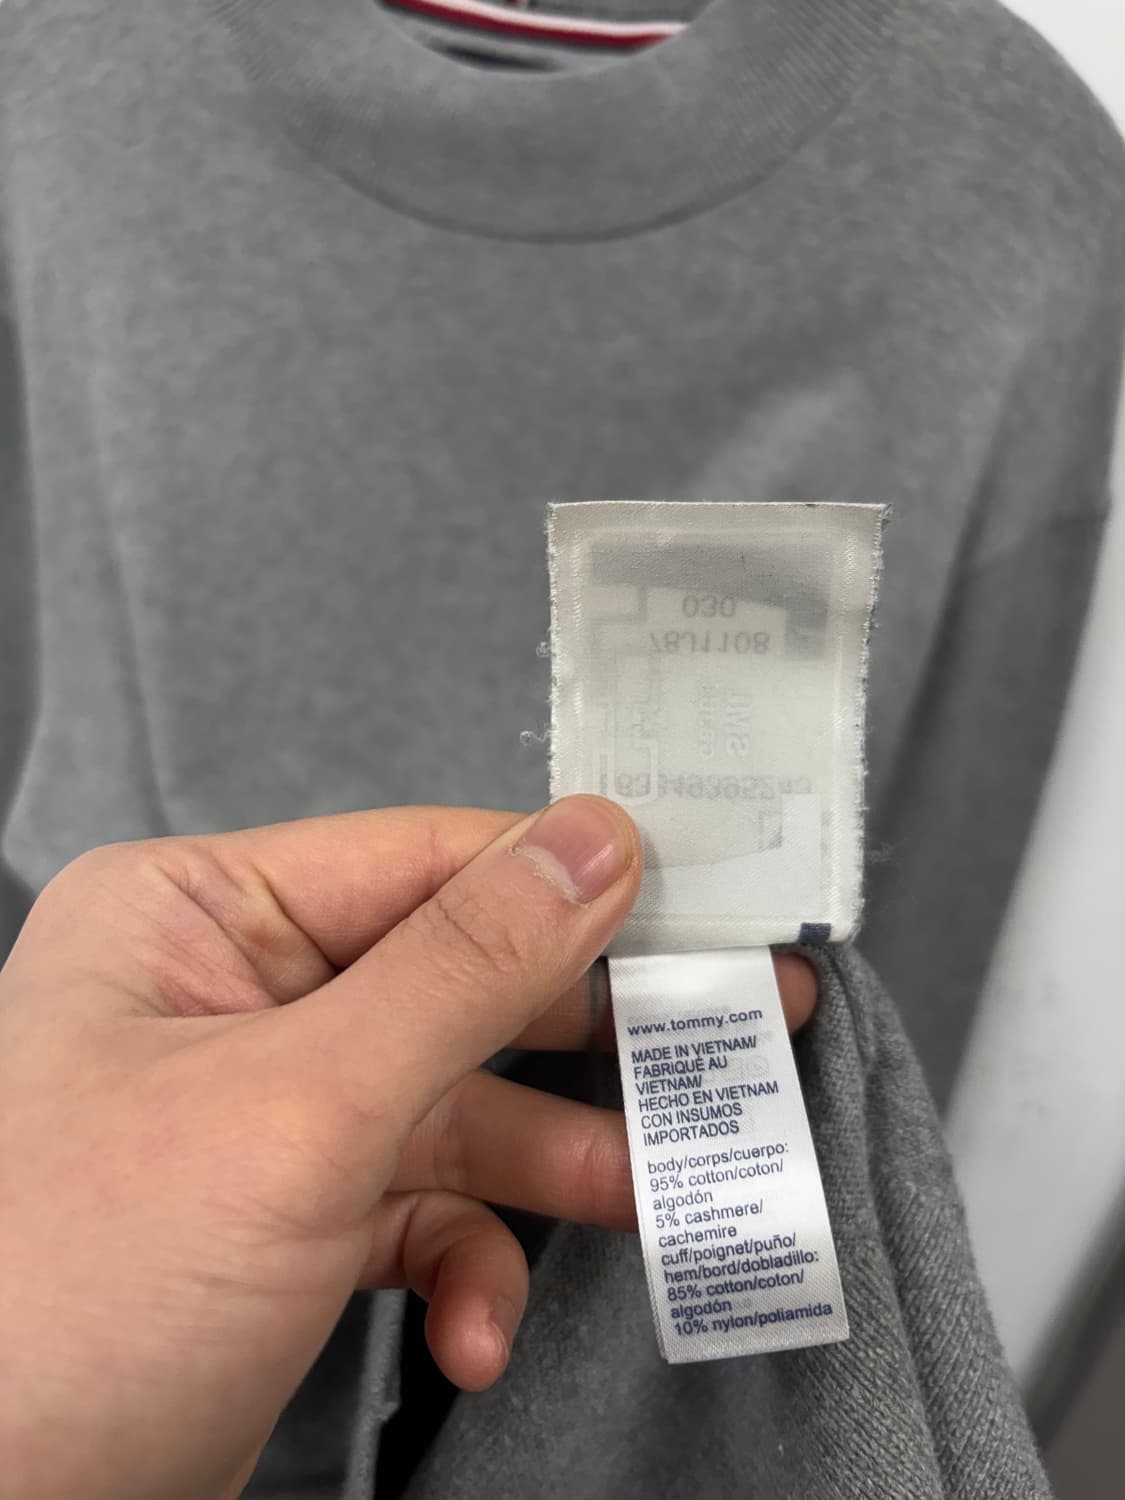 030
78J1108
www.tommy.com
MADE IN VIETNAM/
FABRIQUÉ AU
VIETNAM/
HECHO EN VIETNAM
CON INSUMOS
IMPORTADOS
body/corps/cuerpo:
95% cotton/coton/
algodón
5% cashmere/
cachemire
cuff/poignet/puño/
hem/bord/dobladillo:
85% cotton/coton/
algodón
10% nylon/poliamida